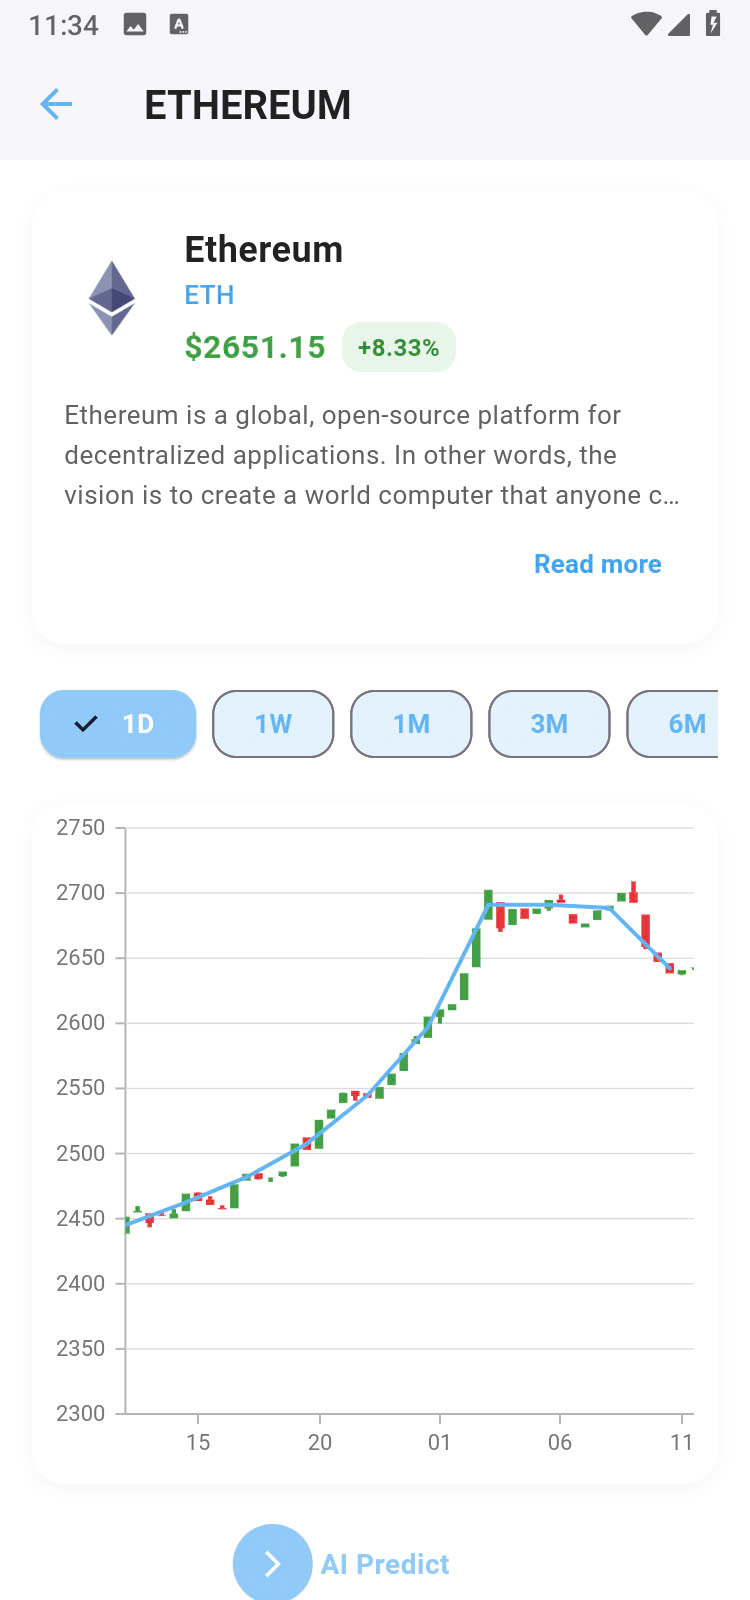 11:34
A
ETHEREUM
Ethereum
ETH
$2651.15 +8.33%
Ethereum is a global, open-source platform for
decentralized applications. In other words, the
vision is to create a world computer that anyone c…
Read more
1D 1W 1M 3M 6M
2750
2700
2650
2600
2550
2500
2450
2400
2350
2300
15 20 01 06 11
AI Predict